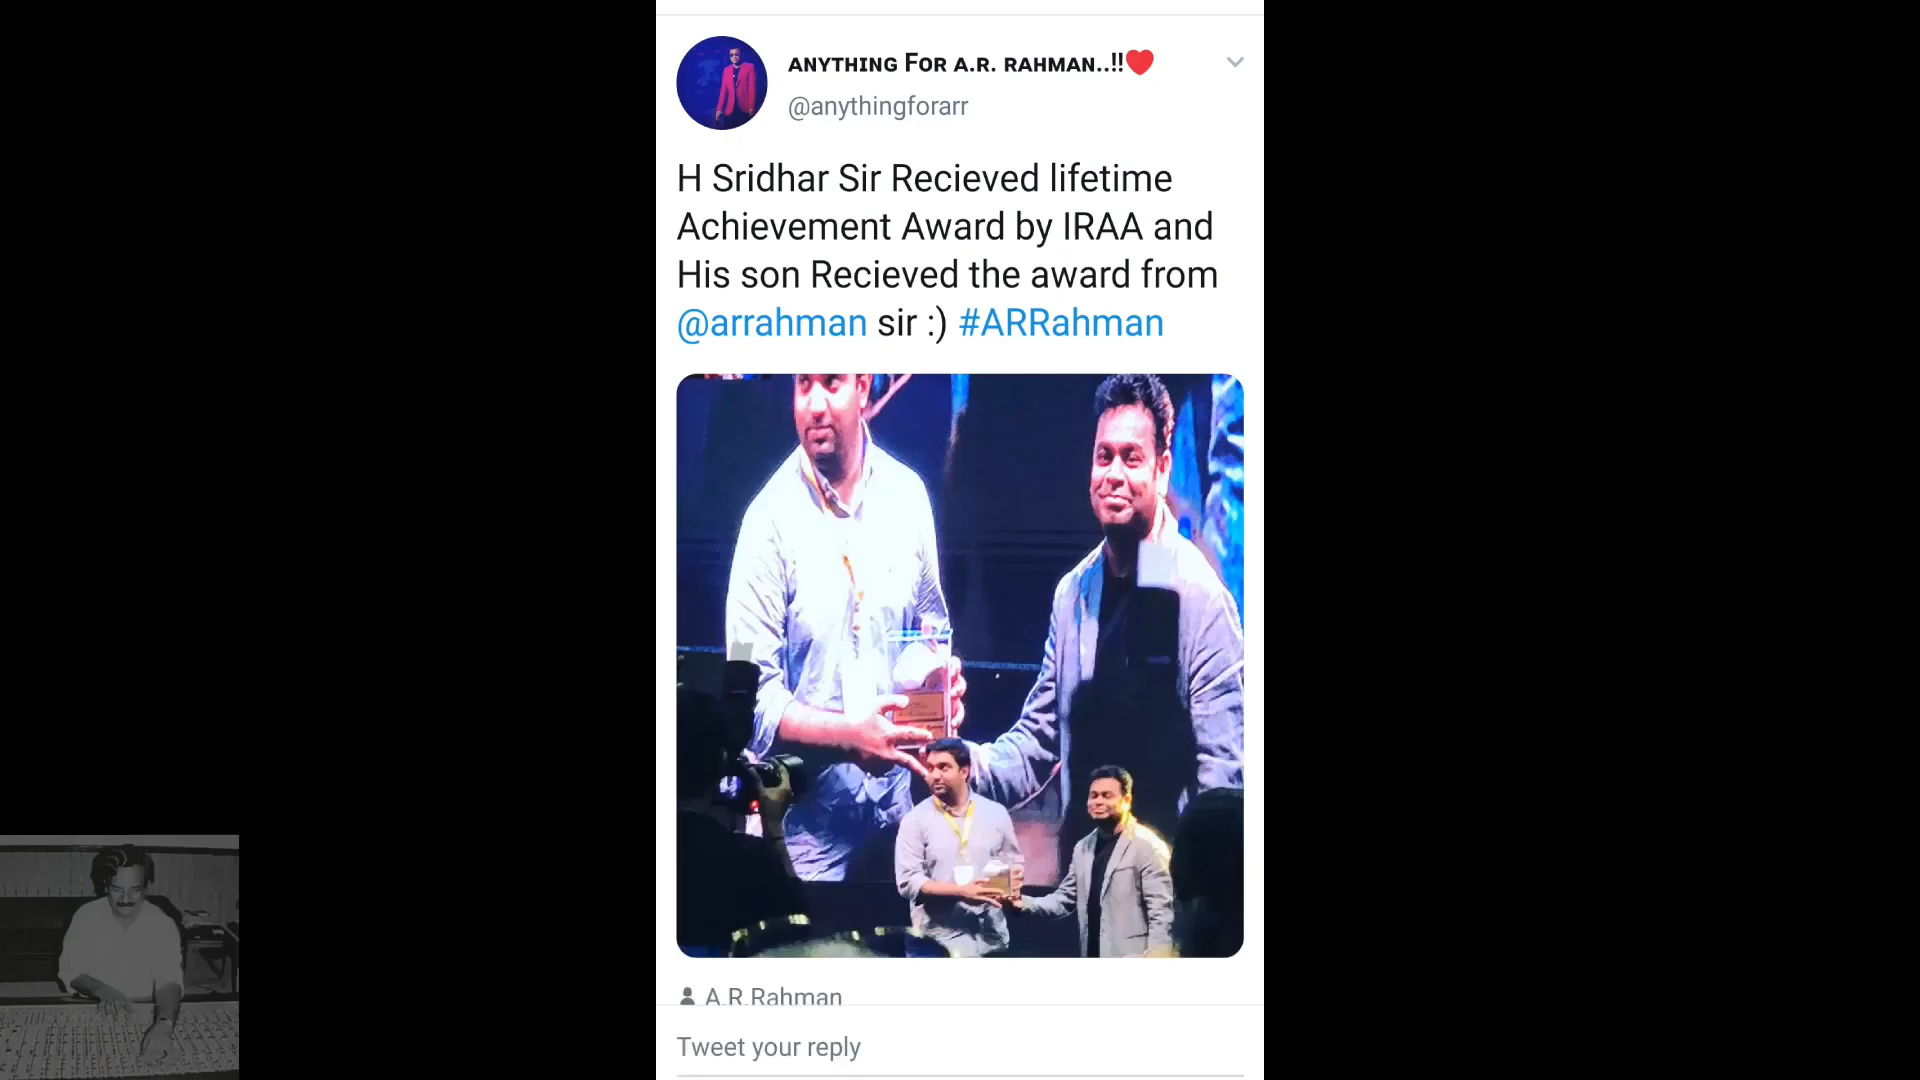 ANYTHING FOR A.R. RAHMAN..!!❤️
@anythingforarr
H Sridhar Sir Recieved lifetime
Achievement Award by IRAA and
His son Recieved the award from
@arrahman sir :) #ARRahman
A.R.Rahman
Tweet your reply